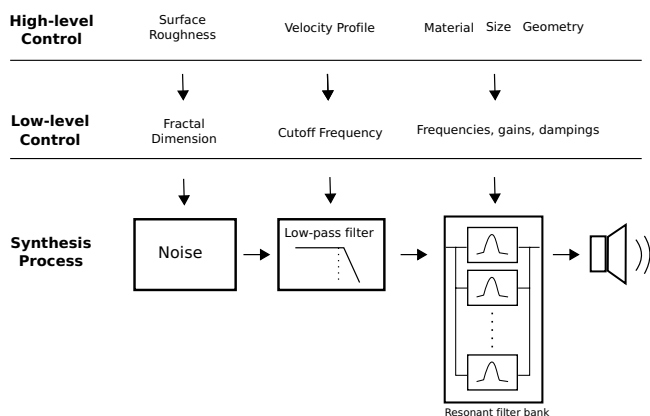 High-level
Control
Surface
Roughness
Velocity Profile
Material Size Geometry
Low-level
Control
Fractal
Dimension
Cutoff Frequency
Frequencies, gains, dampings
Synthesis
Process
Noise
Low-pass filter
Resonant filter bank